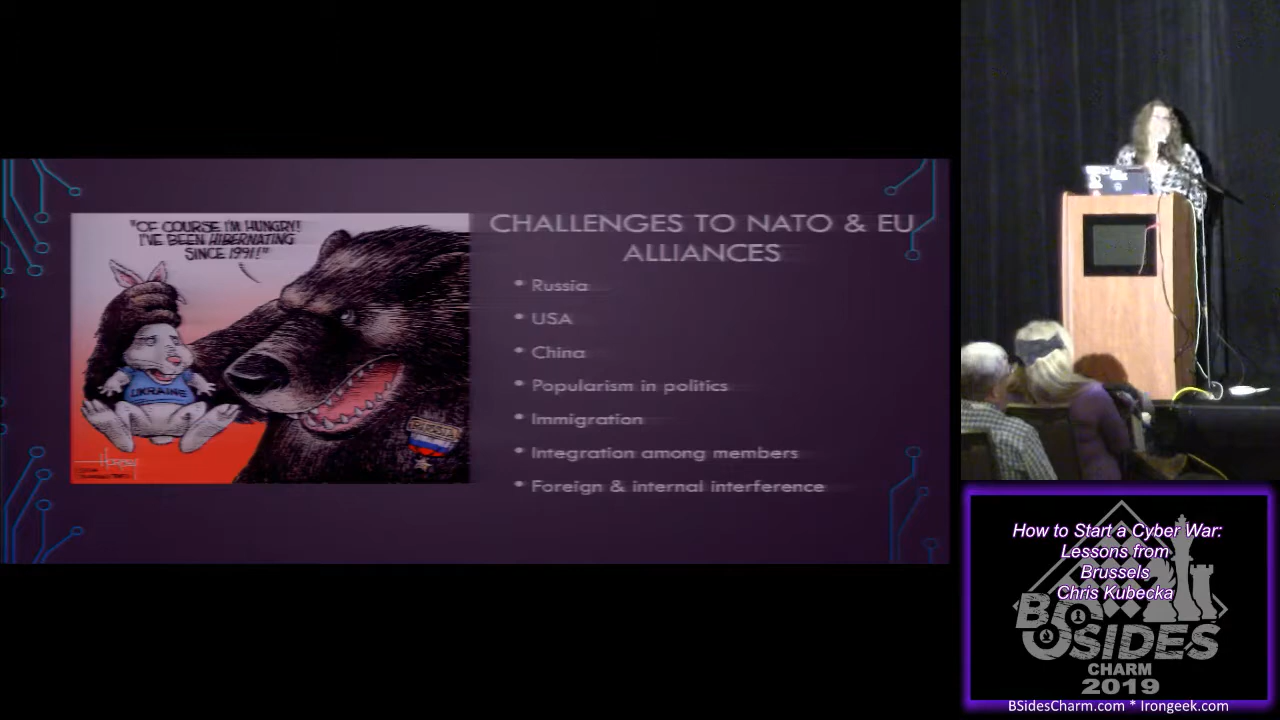 "OF COURSE I'M HUNGRY!
I'VE BEEN HIBERNATING
SINCE 1991!"
UKRAINE
CHALLENGES TO NATO & EU
ALLIANCES
• Russia
• USA
• China
• Popularism in politics
• Immigration
• Integration among members
• Foreign & internal interference
How to Start a Cyber War:
Lessons from
Brussels
Chris Kubecka
BSIDES
CHARM
2019
BSidesCharm.com * Irongeek.com